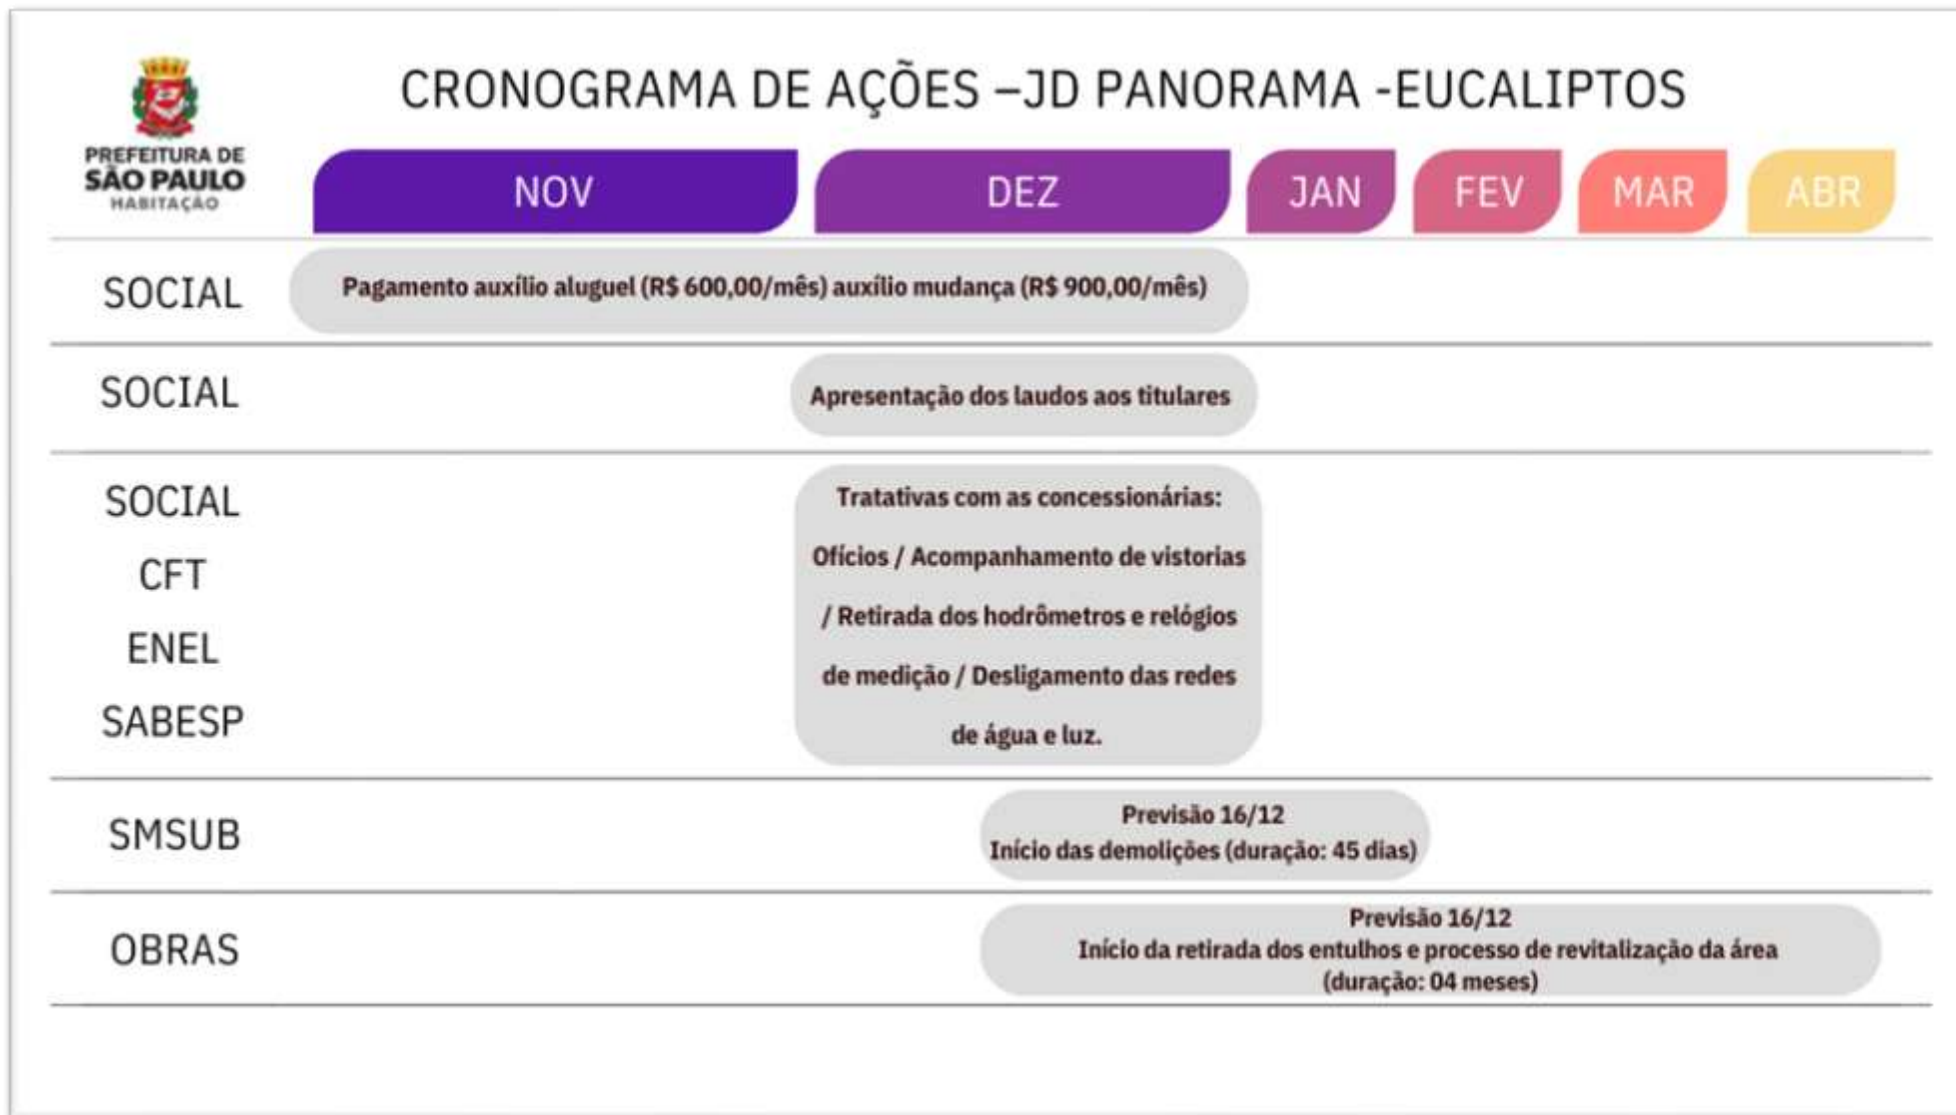 CRONOGRAMA DE AÇÕES –JD PANORAMA -EUCALIPTOS
PREFEITURA DE
SÃO PAULO
HABITAÇÃO
NOV DEZ JAN FEV MAR ABR
SOCIAL
Pagamento auxílio aluguel (R$ 600,00/mês) auxílio mudança (R$ 900,00/mês)
SOCIAL
Apresentação dos laudos aos titulares
SOCIAL
CFT
ENEL
SABESP
Tratativas com as concessionárias:
Ofícios / Acompanhamento de vistorias
/ Retirada dos hodrômetros e relógios
de medição / Desligamento das redes
de água e luz.
SMSUB
Previsão 16/12
Início das demolições (duração: 45 dias)
OBRAS
Previsão 16/12
Início da retirada dos entulhos e processo de revitalização da área
(duração: 04 meses)